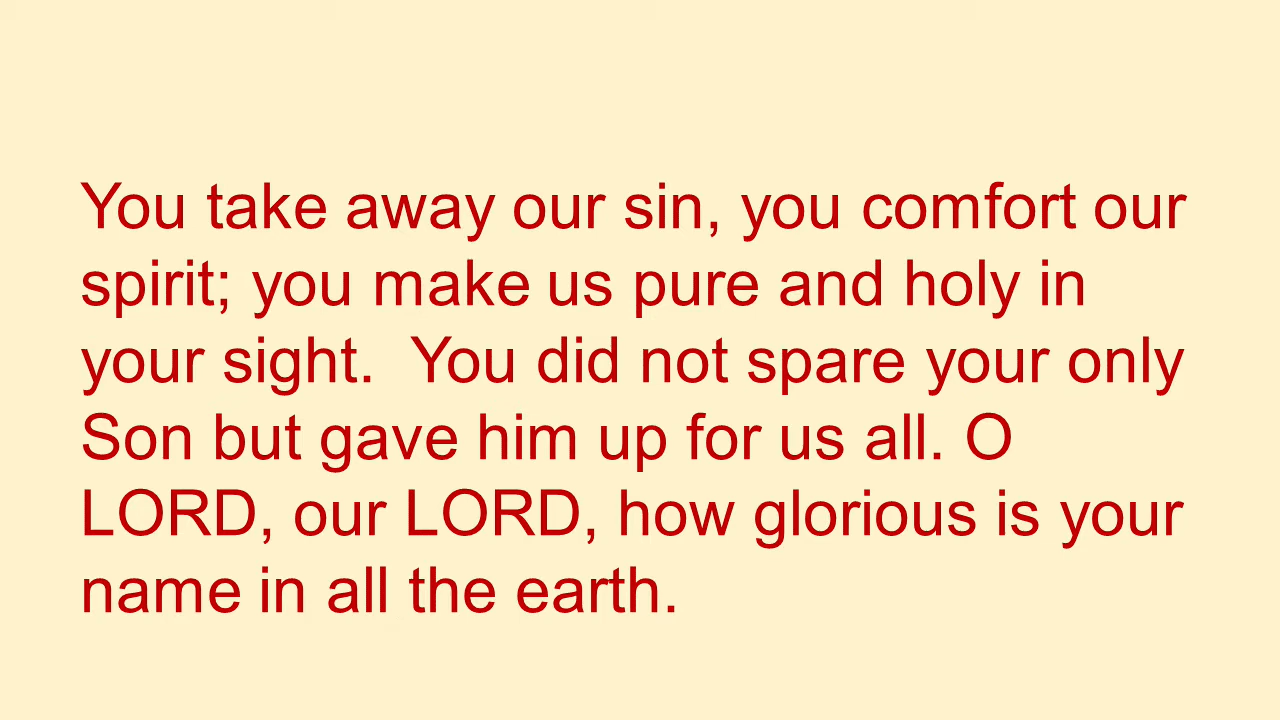 You take away our sin, you comfort our
spirit; you make us pure and holy in
your sight.  You did not spare your only
Son but gave him up for us all. O
LORD, our LORD, how glorious is your
name in all the earth.